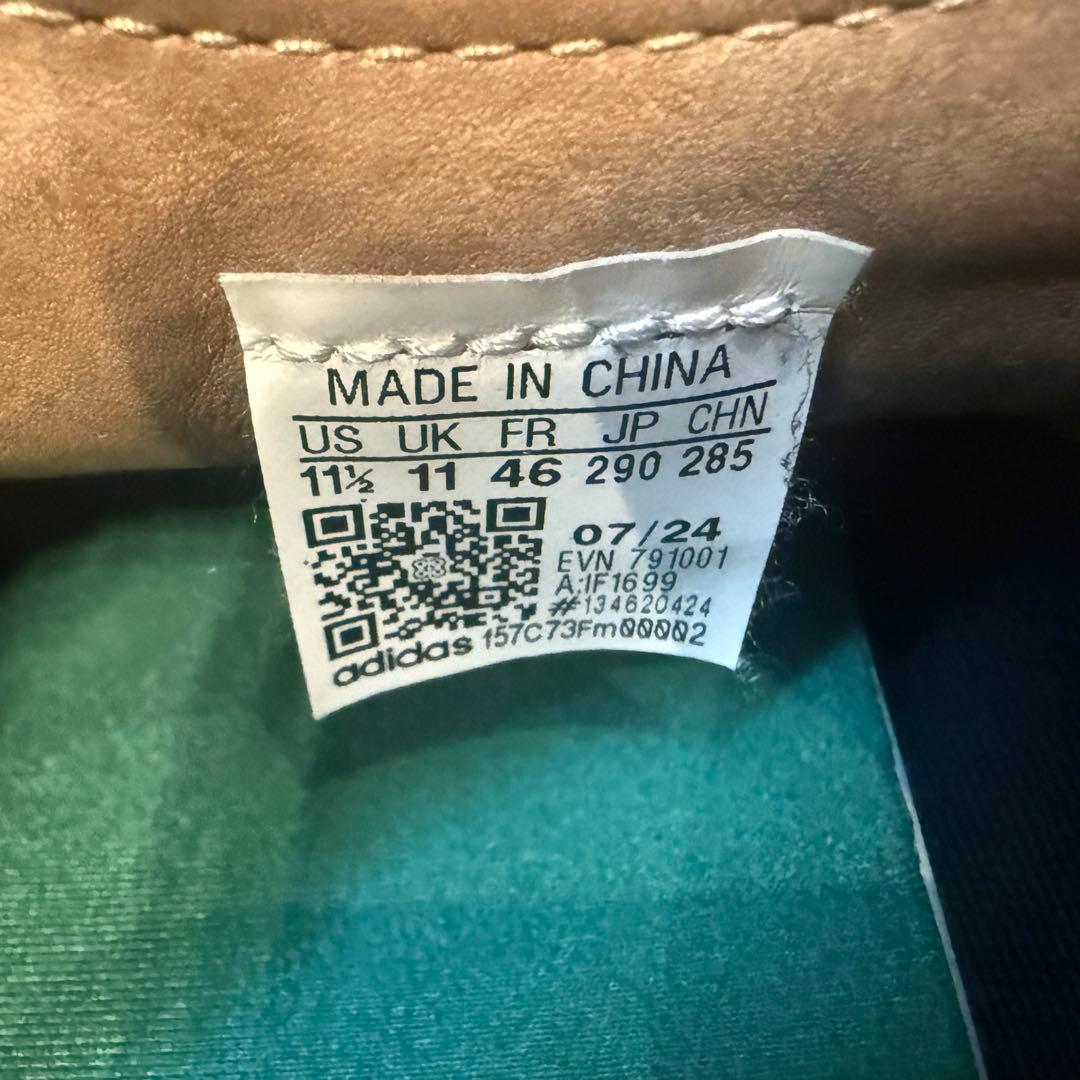 MADE IN CHINA
US UK FR JP CHN
11½ 11 46 290 285
07/24
EVN 791001
A:IF1699
#134620424
adidas 157C73Fm00002